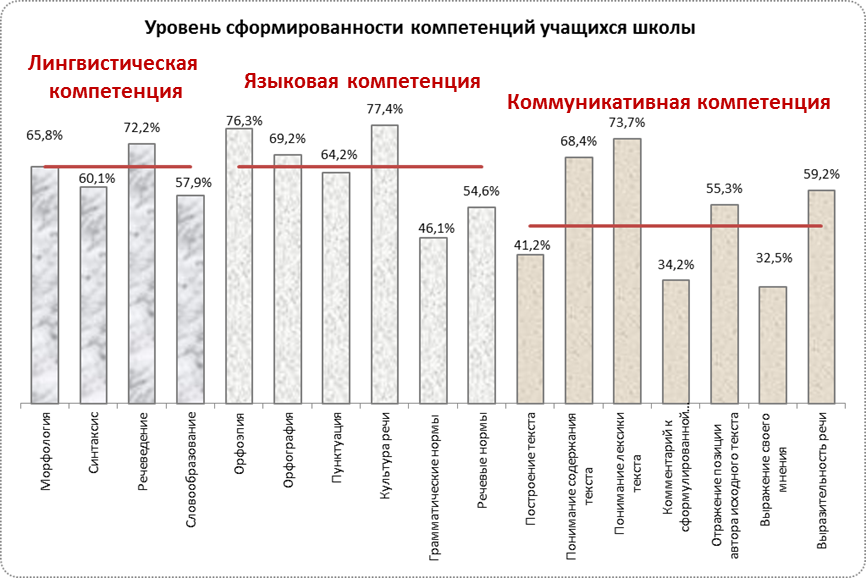 Уровень сформированности компетенций учащихся школы
Лингвистическая
компетенция
Языковая компетенция
Коммуникативная компетенция
65,8%
60,1%
72,2%
57,9%
76,3%
69,2%
64,2%
77,4%
46,1%
54,6%
41,2%
68,4%
73,7%
34,2%
55,3%
32,5%
59,2%
Морфология
Синтаксис
Речеведение
Словообразование
Орфоэпия
Орфография
Пунктуация
Культура речи
Грамматические нормы
Речевые нормы
Построение текста
Понимание содержания
текста
Понимание лексики
текста
Комментарий к
сформулированной...
Отражение позиции
автора исходного текста
Выражение своего
мнения
Выразительность речи